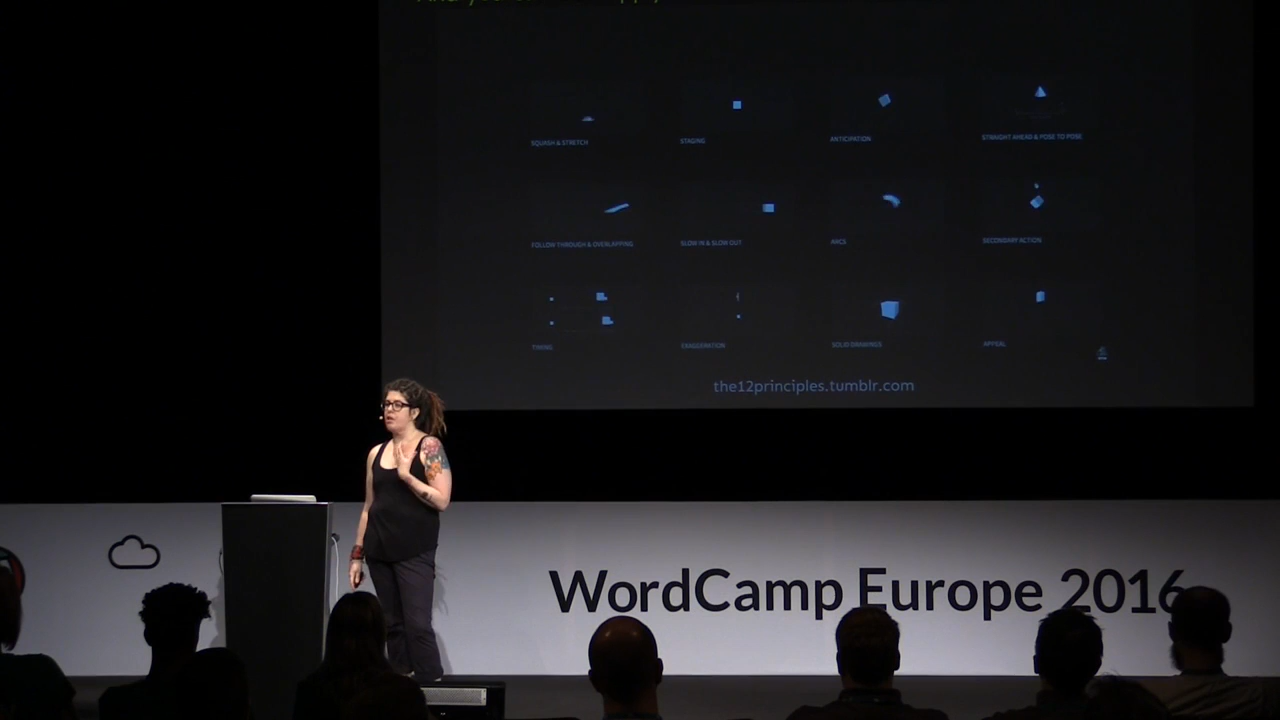 SQUASH & STRETCH
STAGING
ANTICIPATION
STRAIGHT AHEAD & POSE TO POSE
FOLLOW THROUGH & OVERLAPPING
SLOW IN & SLOW OUT
ARCS
SECONDARY ACTION
TIMING
EXAGGERATION
SOLID DRAWINGS
APPEAL
the12principles.tumblr.com
WordCamp Europe 2016